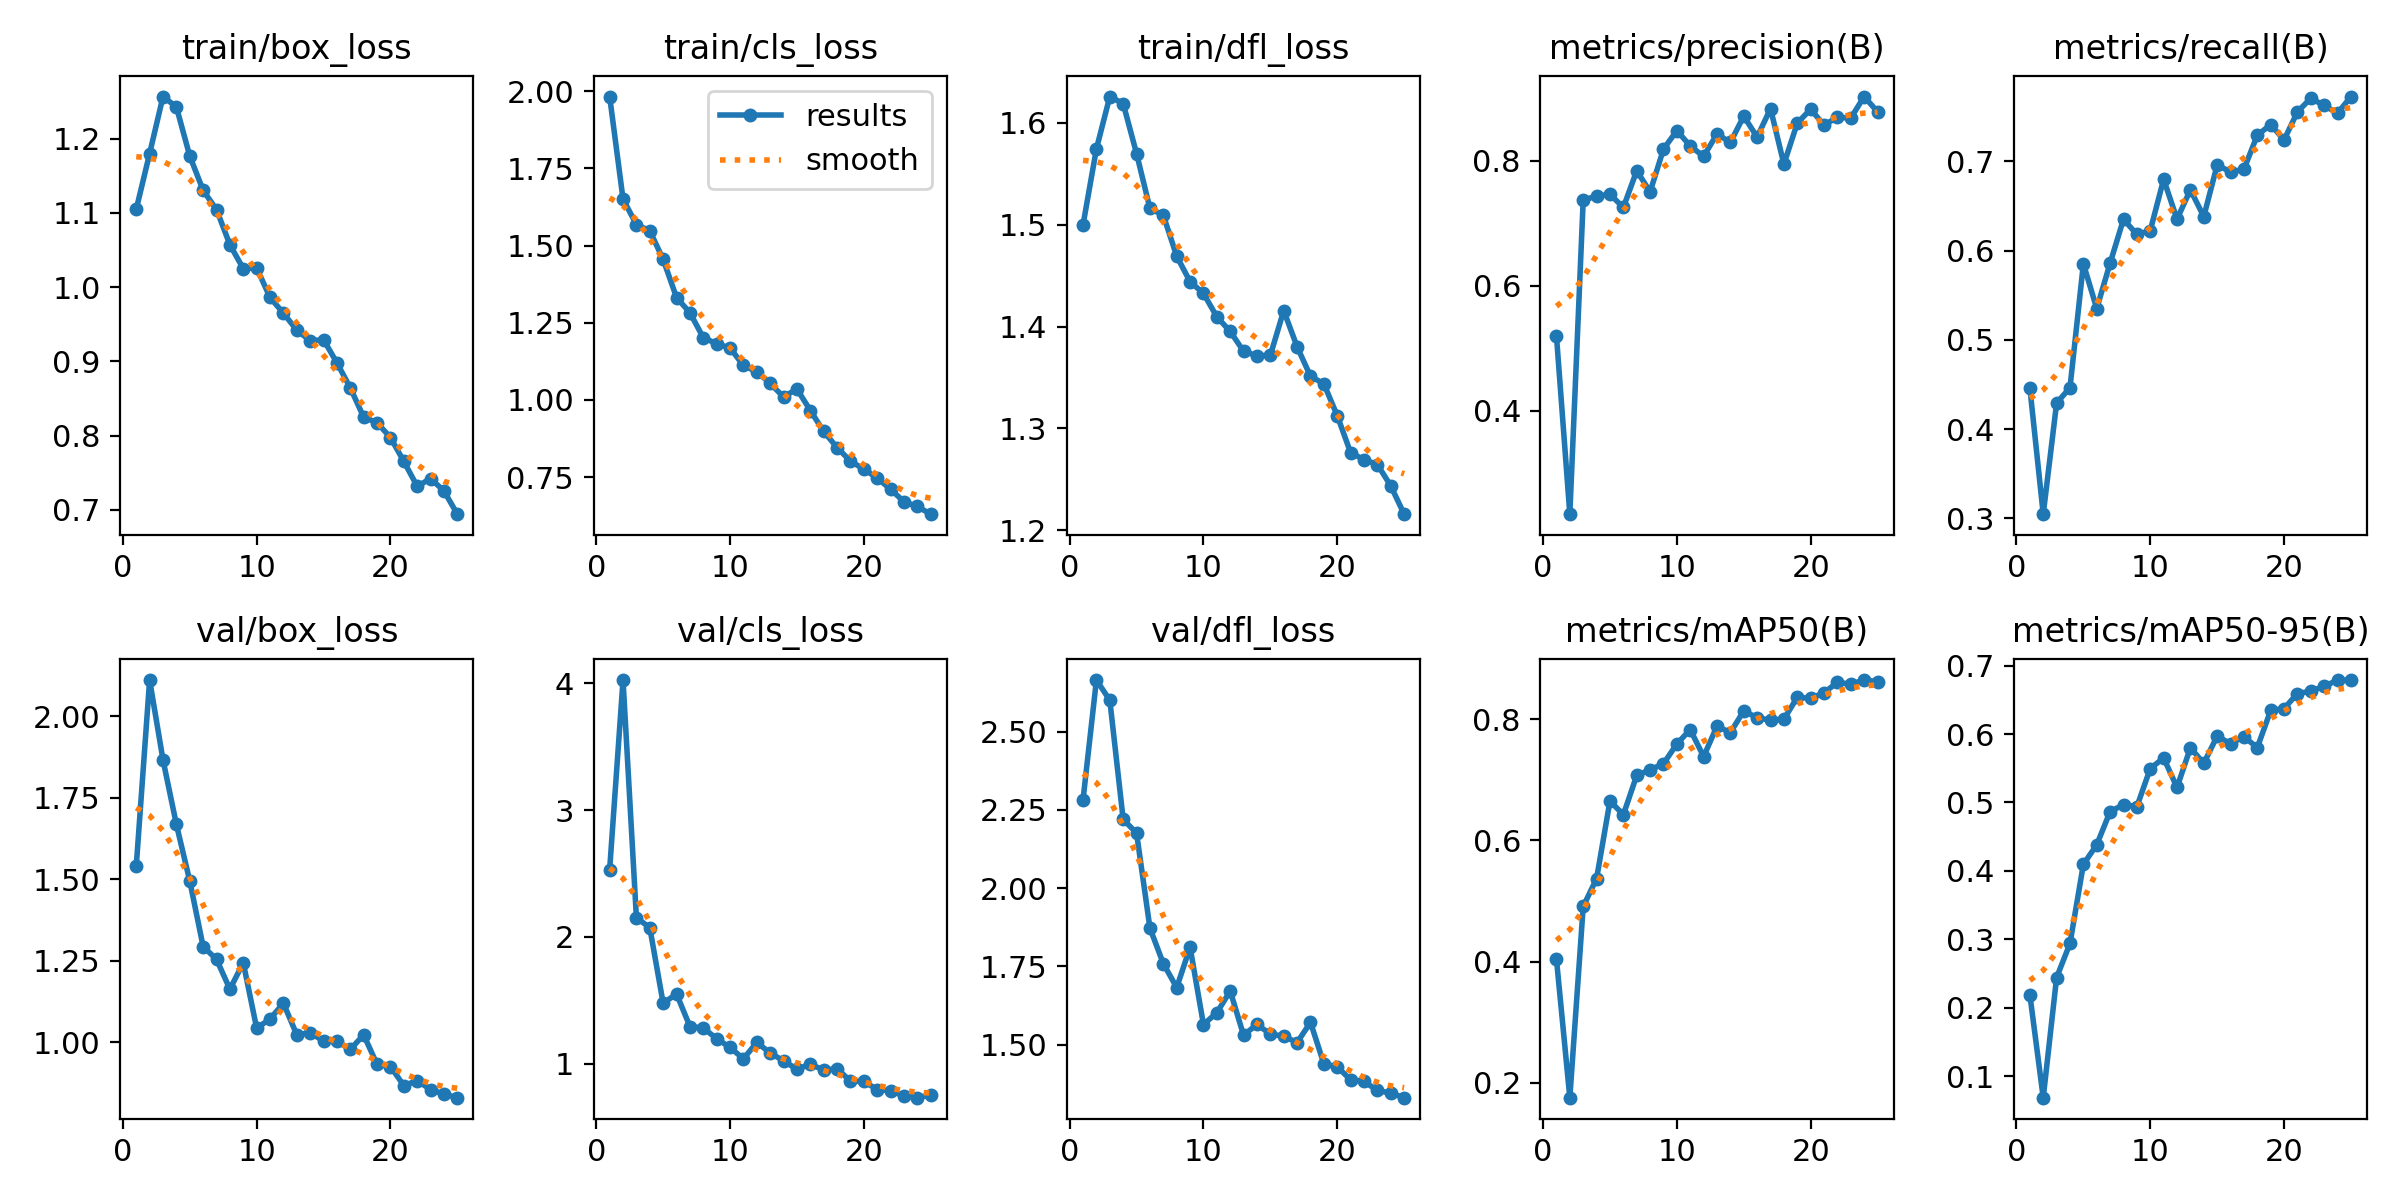 train/box_loss
train/cls_loss
train/dfl_loss
metrics/precision(B)
metrics/recall(B)
1.2
1.1
1.0
0.9
0.8
0.7
0 10 20
2.00
1.75
1.50
1.25
1.00
0.75
0 10 20
results
smooth
1.6
1.5
1.4
1.3
1.2
0 10 20
0.8
0.6
0.4
0 10 20
0.7
0.6
0.5
0.4
0.3
0 10 20
val/box_loss
val/cls_loss
val/dfl_loss
metrics/mAP50(B)
metrics/mAP50-95(B)
2.00
1.75
1.50
1.25
1.00
0 10 20
4
3
2
1
0 10 20
2.50
2.25
2.00
1.75
1.50
0 10 20
0.8
0.6
0.4
0.2
0 10 20
0.7
0.6
0.5
0.4
0.3
0.2
0.1
0 10 20